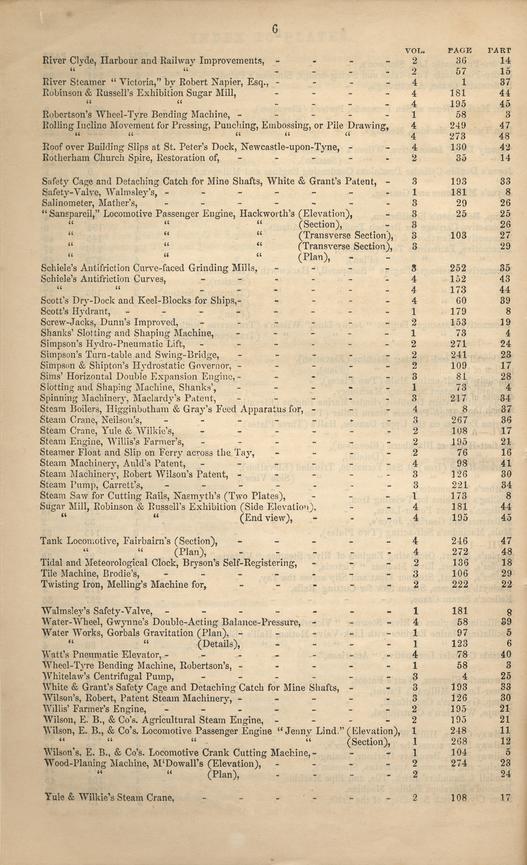 6
VOL. PAGE PART
River Clyde, Harbour and Railway Improvements, - - - - 2 36 14
“ “ - - - - 2 57 15
River Steamer “ Victoria,” by Robert Napier, Esq., - - - - 4 1 37
Robinson & Russell's Exhibition Sugar Mill, - - - - 4 181 44
“ “ - - - - 4 195 45
Robertson's Wheel-Tyre Bending Machine, - - - - - 1 58 3
Rolling Incline Movement for Pressing, Punching, Embossing, or Pile Drawing, 4 249 47
“ “ “ “ 4 273 48
Roof over Building Slips at St. Peter's Dock, Newcastle-upon-Tyne, - - 4 130 42
Rotherham Church Spire, Restoration of, - - - - - 2 35 14
Safety Cage and Detaching Catch for Mine Shafts, White & Grant's Patent, - 3 193 33
Safety-Valve, Walmsley's, - - - - - - 1 181 8
Salinometer, Mather's, - - - - - - 3 29 26
“Sanspareil,” Locomotive Passenger Engine, Hackworth's (Elevation), - 3 25 25
“ “ “ (Section), - 3 26
“ “ “ (Transverse Section), 3 103 27
“ “ “ (Transverse Section), 3 29
“ “ “ (Plan), - -
Schiele's Antifriction Curve-faced Grinding Mills, - - - - 3 252 35
Schiele's Antifriction Curves, - - - - - - 4 152 43
“ “ - - - - - - 4 173 44
Scott's Dry-Dock and Keel-Blocks for Ships,- - - - - 4 60 39
Scott's Hydrant, - - - - - - - 1 179 8
Screw-Jacks, Dunn's Improved, - - - - - - 2 153 19
Shanks' Slotting and Shaping Machine, - - - - - 1 73 4
Simpson's Hydro-Pneumatic Lift, - - - - - - 2 271 24
Simpson's Turn-table and Swing-Bridge, - - - - - 2 241 23
Simpson & Shipton's Hydrostatic Governor, - - - - - 2 109 17
Sims' Horizontal Double Expansion Engine,- - - - - 3 81 28
Slotting and Shaping Machine, Shanks', - - - - - 1 73 4
Spinning Machinery, Maclardy's Patent, - - - - - 3 217 34
Steam Boilers, Higginbotham & Gray's Feed Apparatus for, - - - 4 8 37
Steam Crane, Neilson's, - - - - - - 3 267 36
Steam Crane, Yule & Wilkie's, - - - - - - 2 108 17
Steam Engine, Willis's Farmer's, - - - - - - 2 195 21
Steamer Float and Slip on Ferry across the Tay, - - - - 2 76 16
Steam Machinery, Auld's Patent, - - - - - - 4 98 41
Steam Machinery, Robert Wilson's Patent, - - - - - 3 126 30
Steam Pump, Carrett's, - - - - - - 3 221 34
Steam Saw for Cutting Rails, Nasmyth's (Two Plates), - - - - 1 173 8
Sugar Mill, Robinson & Russell's Exhibition (Side Elevation), - - - 4 181 44
“ “ (End view), - - - 4 195 45
Tank Locomotive, Fairbairn's (Section), - - - - - 4 246 47
“ “ (Plan), - - - - - 4 272 48
Tidal and Meteorological Clock, Bryson's Self-Registering, - - - 2 136 18
Tile Machine, Brodie's, - - - - - - 3 106 29
Twisting Iron, Melling's Machine for, - - - - - 2 222 22
Walmsley's Safety-Valve, - - - - - - 1 181 8
Water-Wheel, Gwynne's Double-Acting Balance-Pressure, - - - 4 58 39
Water Works, Gorbals Gravitation (Plan), - - - - - 1 97 5
“ “ (Details), - - - - 1 123 6
Watt's Pneumatic Elevator,- - - - - - - 4 78 40
Wheel-Tyre Bending Machine, Robertson's, - - - - - 1 58 3
Whitelaw's Centrifugal Pump, - - - - - - 3 4 25
White & Grant's Safety Cage and Detaching Catch for Mine Shafts, - - 3 193 33
Wilson's, Robert, Patent Steam Machinery, - - - - - 3 126 30
Willis' Farmer's Engine, - - - - - - 2 195 21
Wilson, E. B., & Co's. Agricultural Steam Engine, - - - - 2 195 21
Wilson, E. B., & Co's. Locomotive Passenger Engine “Jenny Lind.” (Elevation), 1 248 11
“ “ “ “ (Section), 1 268 12
Wilson's, E. B., & Co's. Locomotive Crank Cutting Machine,- - - 1 104 5
Wood-Planing Machine, M‘Dowall's (Elevation), - - - - 2 274 23
“ “ (Plan), - - - - 2 24
Yule & Wilkie's Steam Crane, - - - - - - 2 108 17